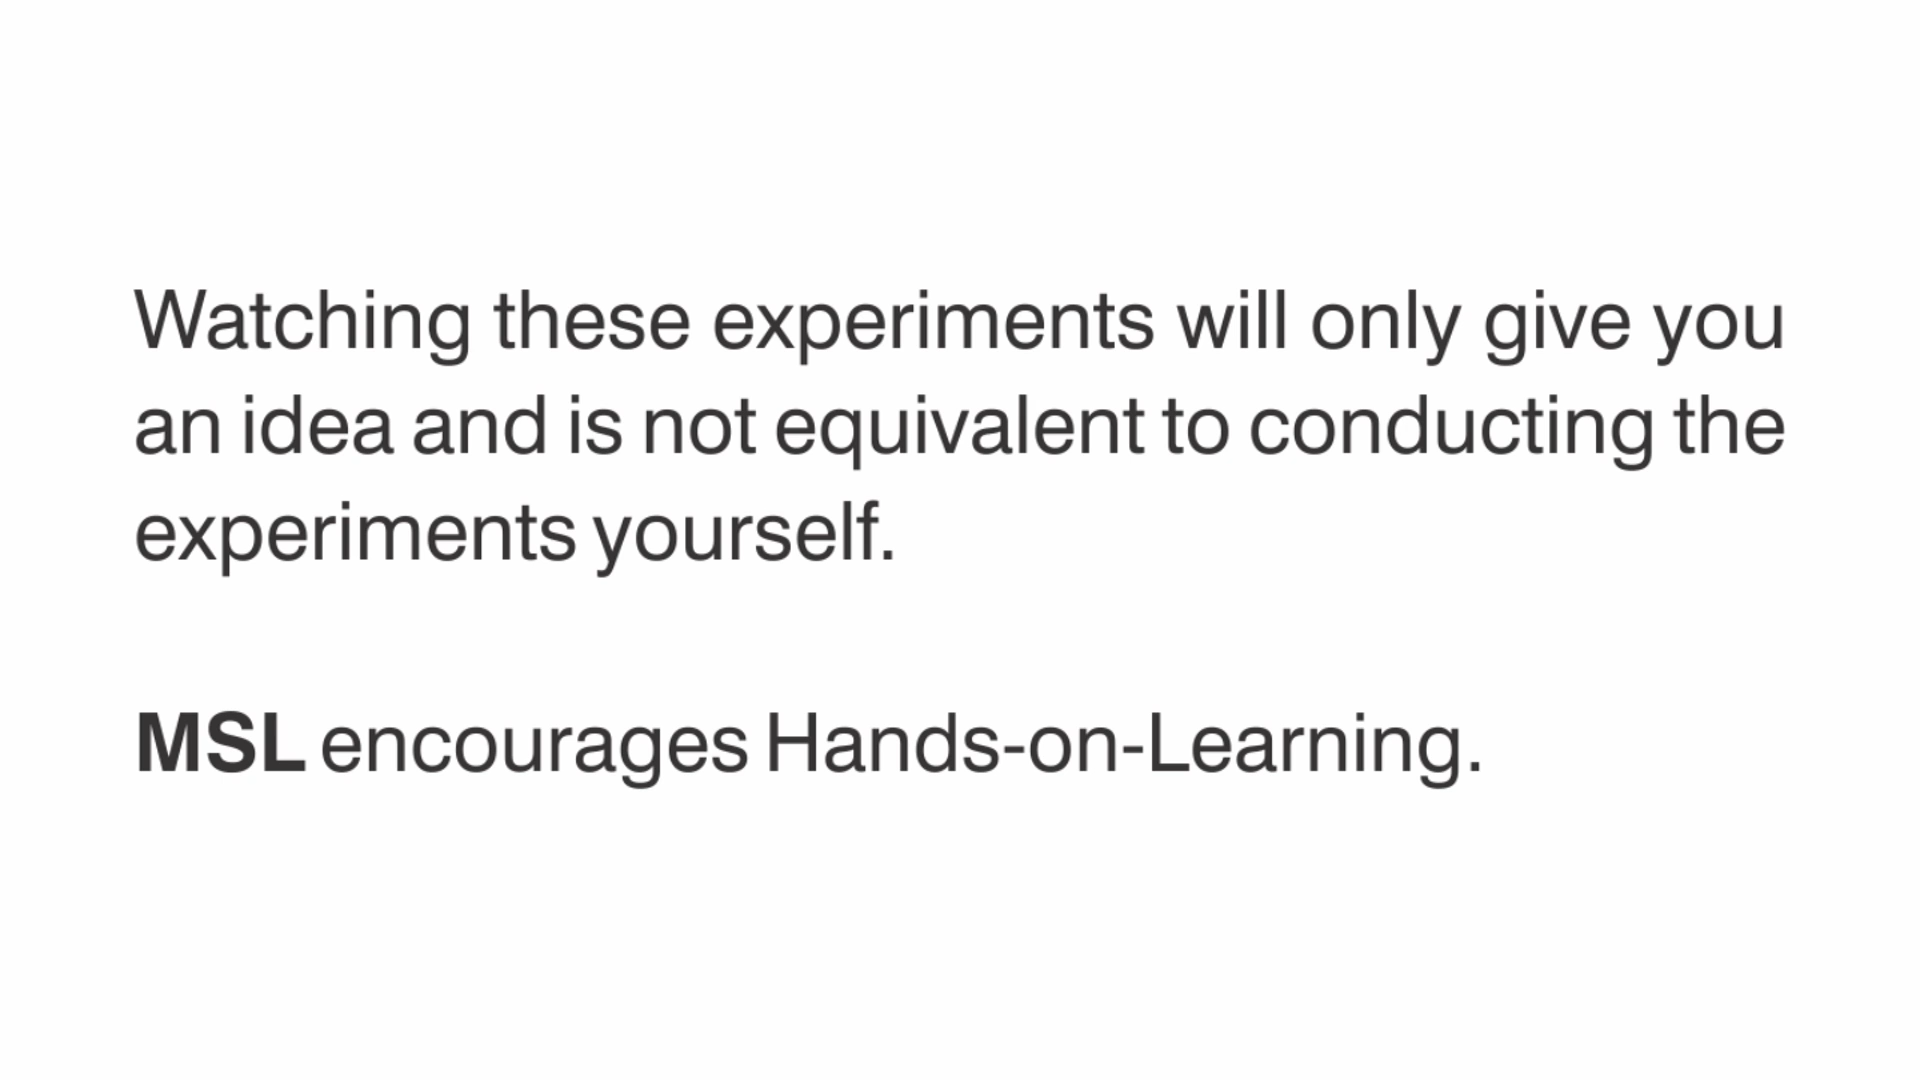 Watching these experiments will only give you
an idea and is not equivalent to conducting the
experiments yourself.
MSL encourages Hands-on-Learning.